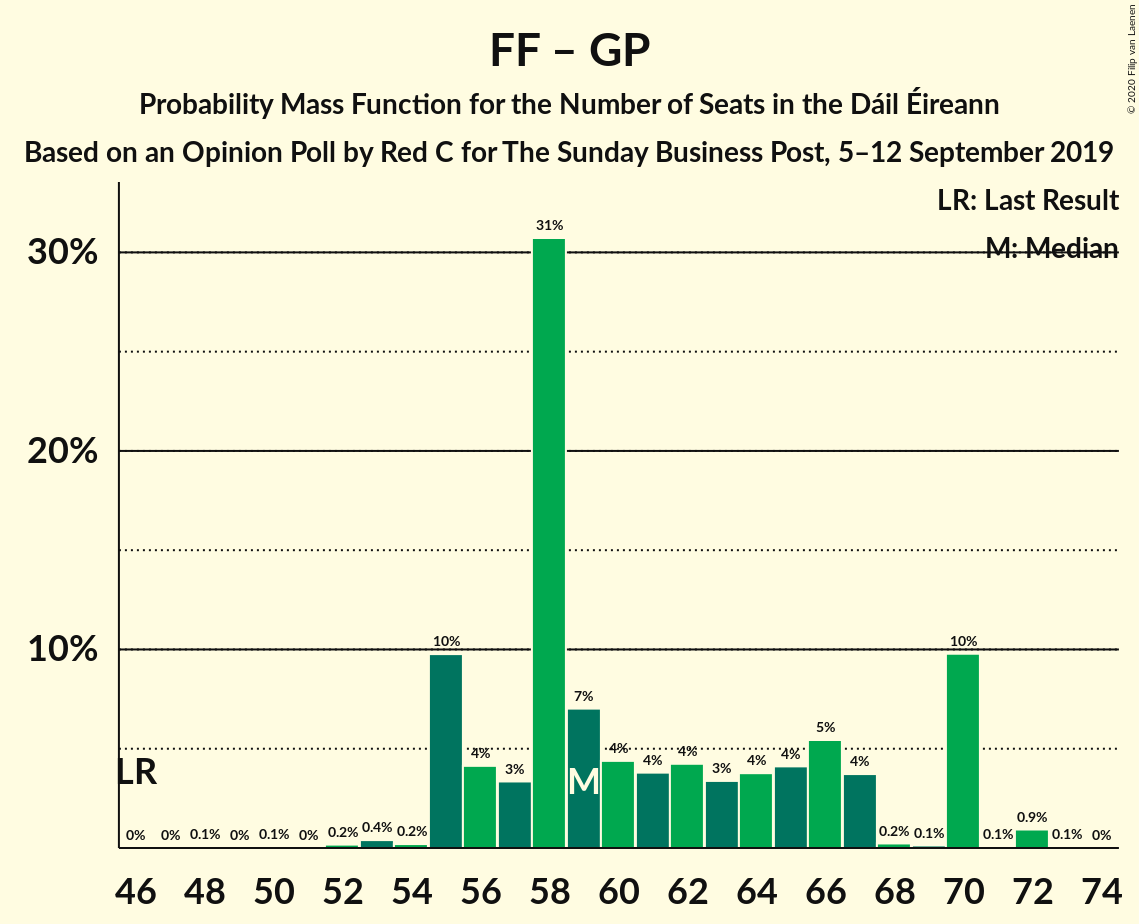 FF – GP
Probability Mass Function for the Number of Seats in the Dáil Éireann
Based on an Opinion Poll by Red C for The Sunday Business Post, 5–12 September 2019
© 2020 Filip van Laenen
LR: Last Result
M: Median
30%
20%
10%
LR
M
0% 0% 0.1% 0% 0.1% 0% 0.2% 0.4% 0.2% 10% 4% 3% 31% 7% 4% 4% 4% 3% 4% 4% 5% 4% 0.2% 0.1% 10% 0.1% 0.9% 0.1% 0%
46 48 50 52 54 56 58 60 62 64 66 68 70 72 74